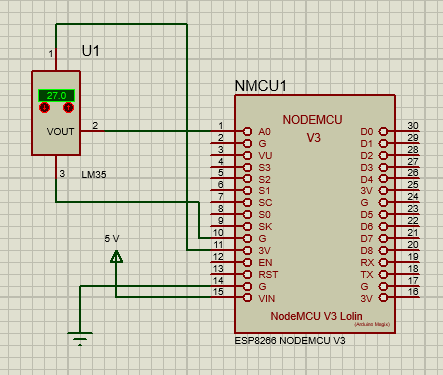 U1
1
27.0
VOUT
2
3
LM35
5 V
NMCU1
NODEMCU
V3
1 A0 D0 30
2 G D1 29
3 VU D2 28
4 S3 D3 27
5 S2 D4 26
6 S1 3V 25
7 SC G 24
8 S0 D5 23
9 SK D6 22
10 G D7 21
11 3V D8 20
12 EN RX 19
13 RST TX 18
14 G G 17
15 VIN 3V 16
NodeMCU V3 Lolin
(Arduino Magix)
ESP8266 NODEMCU V3